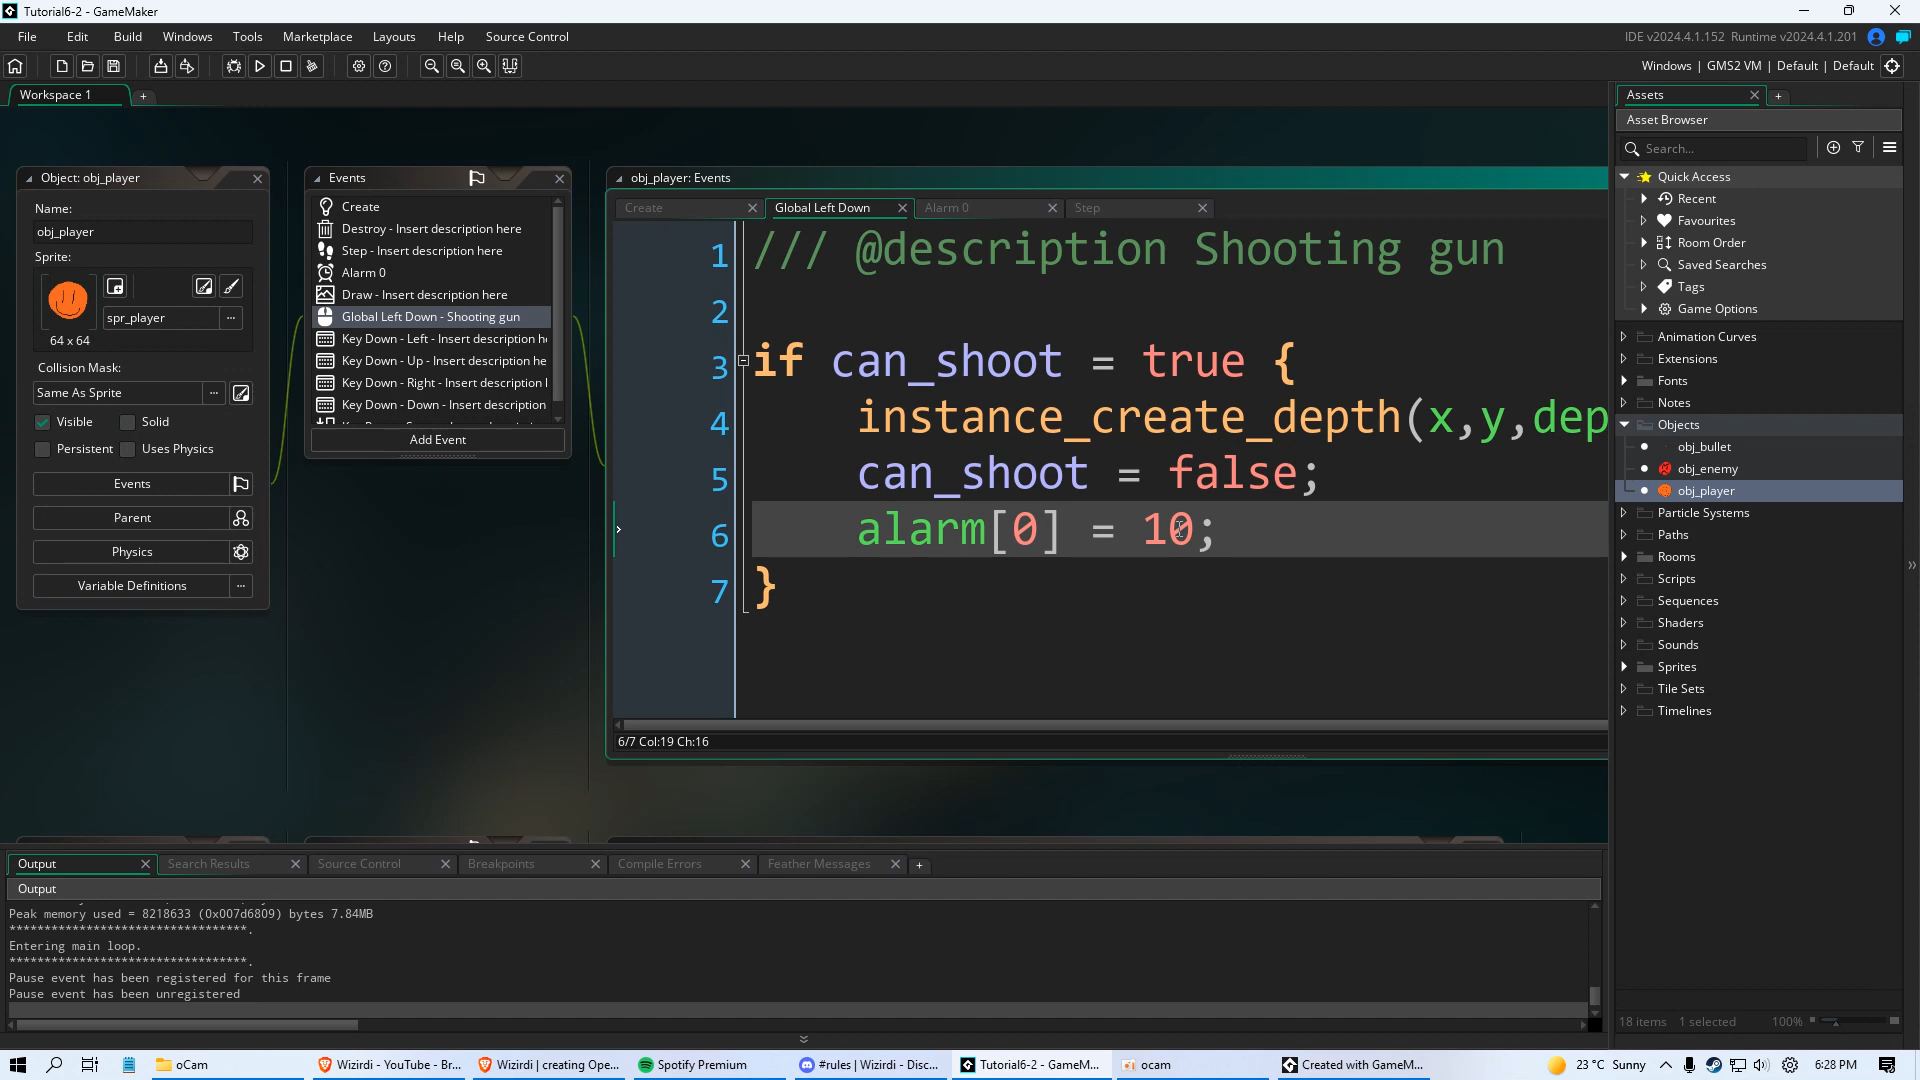 Tutorial6-2 - GameMaker
File Edit Build Windows Tools Marketplace Layouts Help Source Control
IDE v2024.4.1.152 Runtime v2024.4.1.201
Windows | GMS2 VM | Default | Default
Workspace 1
Object: obj_player
Name:
obj_player
Sprite:
spr_player
64 x 64
Collision Mask:
Same As Sprite
Visible Solid
Persistent Uses Physics
Events
Parent
Physics
Variable Definitions
Events
Create
Destroy - Insert description here
Step - Insert description here
Alarm 0
Draw - Insert description here
Global Left Down - Shooting gun
Key Down - Left - Insert description h
Key Down - Up - Insert description he
Key Down - Right - Insert description
Key Down - Down - Insert description
Add Event
obj_player: Events
Create Global Left Down Alarm 0 Step
1 /// @description Shooting gun
2
3 if can_shoot = true {
4 instance_create_depth(x,y,dep
5 can_shoot = false;
6 alarm[0] = 10;
7 }
6/7 Col:19 Ch:16
Assets
Asset Browser
Search...
Quick Access
Recent
Favourites
Room Order
Saved Searches
Tags
Game Options
Animation Curves
Extensions
Fonts
Notes
Objects
obj_bullet
obj_enemy
obj_player
Particle Systems
Paths
Rooms
Scripts
Sequences
Shaders
Sounds
Sprites
Tile Sets
Timelines
18 items 1 selected 100%
Output Search Results Source Control Breakpoints Compile Errors Feather Messages
Output
Peak memory used = 8218633 (0x007d6809) bytes 7.84MB
**********************************.
Entering main loop.
**********************************.
Pause event has been registered for this frame
Pause event has been unregistered
oCam
Wizirdi - YouTube - Br...
Wizirdi | creating Ope...
Spotify Premium
#rules | Wizirdi - Disc...
Tutorial6-2 - GameM...
ocam
Created with GameM...
23 °C Sunny
6:28 PM